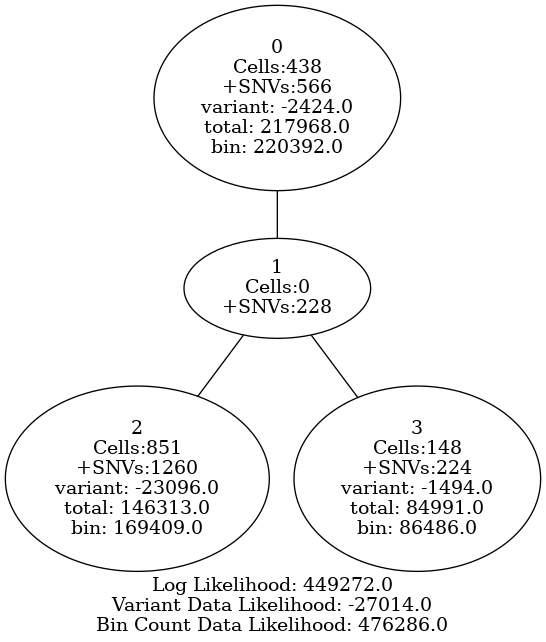 0
Cells:438
+SNVs:566
variant: -2424.0
total: 217968.0
bin: 220392.0
1
Cells:0
+SNVs:228
2
Cells:851
+SNVs:1260
variant: -23096.0
total: 146313.0
bin: 169409.0
3
Cells:148
+SNVs:224
variant: -1494.0
total: 84991.0
bin: 86486.0
Log Likelihood: 449272.0
Variant Data Likelihood: -27014.0
Bin Count Data Likelihood: 476286.0